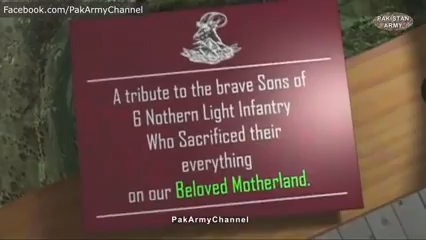 Facebook.com/PakArmyChannel
PAKISTAN
ARMY
A tribute to the brave Sons of
6 Nothern Light Infantry
Who Sacrificed their
everything
on our Beloved Motherland.
PakArmyChannel